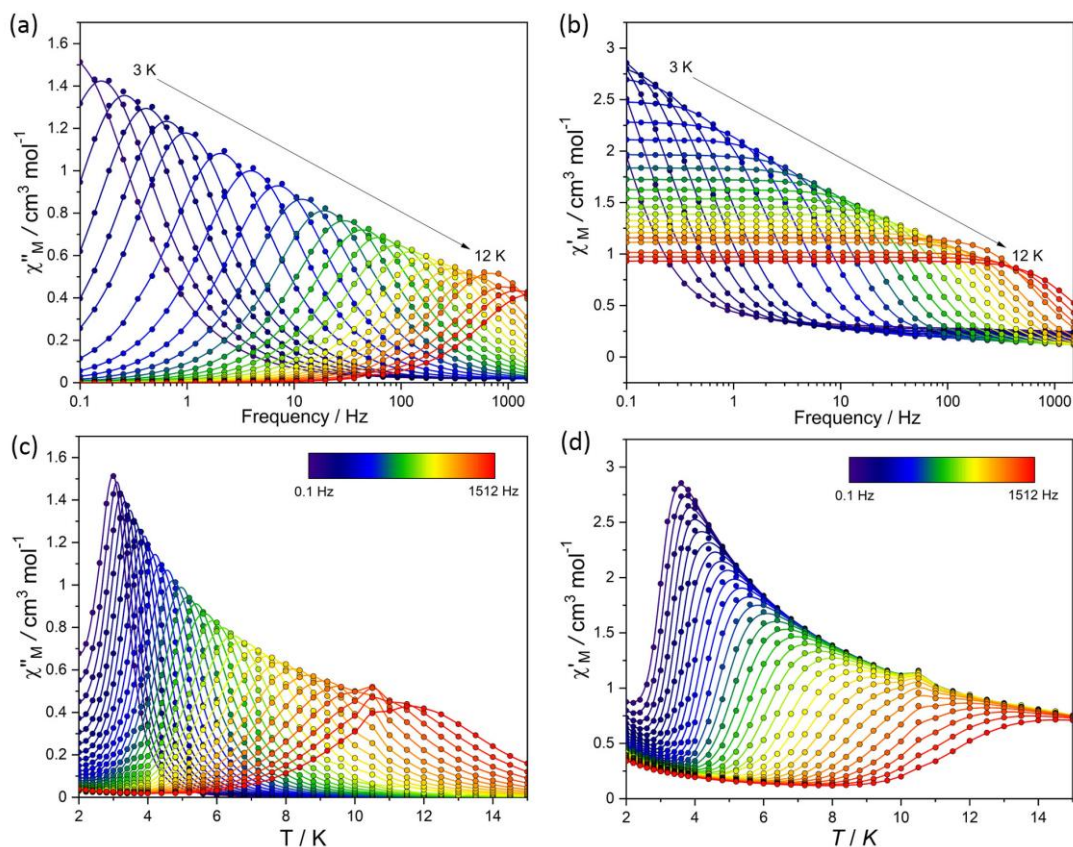 (a)
1.6
1.4
1.2
1
0.8
0.6
0.4
0.2
0
χ''M / cm³ mol⁻¹
3 K
12 K
0.1 1 10 100 1000
Frequency / Hz
(b)
3
2.5
2
1.5
1
0.5
0
χ'M / cm³ mol⁻¹
3 K
12 K
0.1 1 10 100 1000
Frequency / Hz
(c)
1.6
1.4
1.2
1
0.8
0.6
0.4
0.2
0
χ''M / cm³ mol⁻¹
0.1 Hz 1512 Hz
2 4 6 8 10 12 14
T / K
(d)
3
2.5
2
1.5
1
0.5
0
χ'M / cm³ mol⁻¹
0.1 Hz 1512 Hz
2 4 6 8 10 12 14
T / K